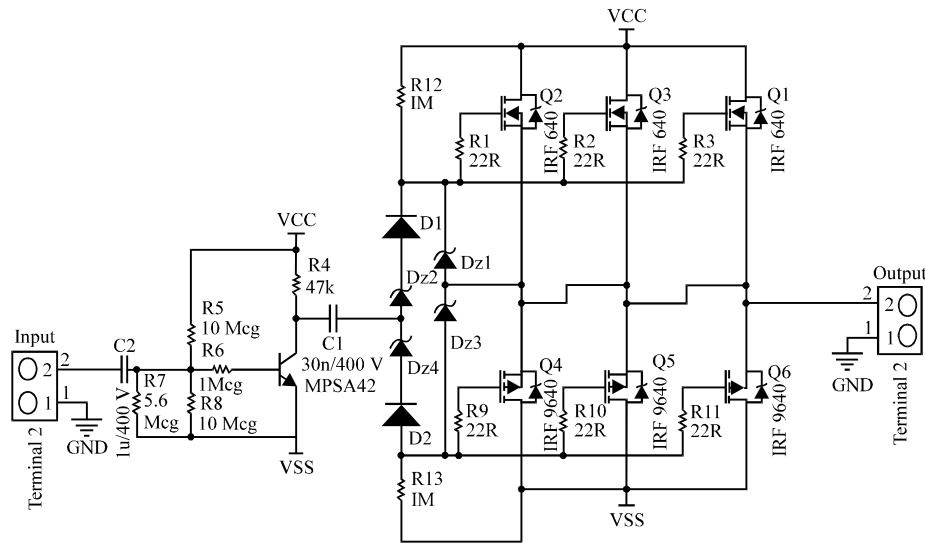 VCC
R12
IM
Q2
IRF 640
Q3
IRF 640
Q1
IRF 640
R1
22R
R2
22R
R3
22R
VCC
D1
R4
47k
Dz1
Dz2
Output
R5
10 Mcg
2
2
1
1
GND
Terminal 2
Input
C2
R6
1Mcg
C1
30n/400 V
MPSA42
Dz3
Dz4
Q4
IRF 9640
Q5
IRF 9640
Q6
IRF 9640
2
2
1
1
GND
Terminal 2
1u/400 V
R7
5.6
Mcg
R8
10 Mcg
VSS
D2
R9
22R
R10
22R
R11
22R
R13
IM
VSS